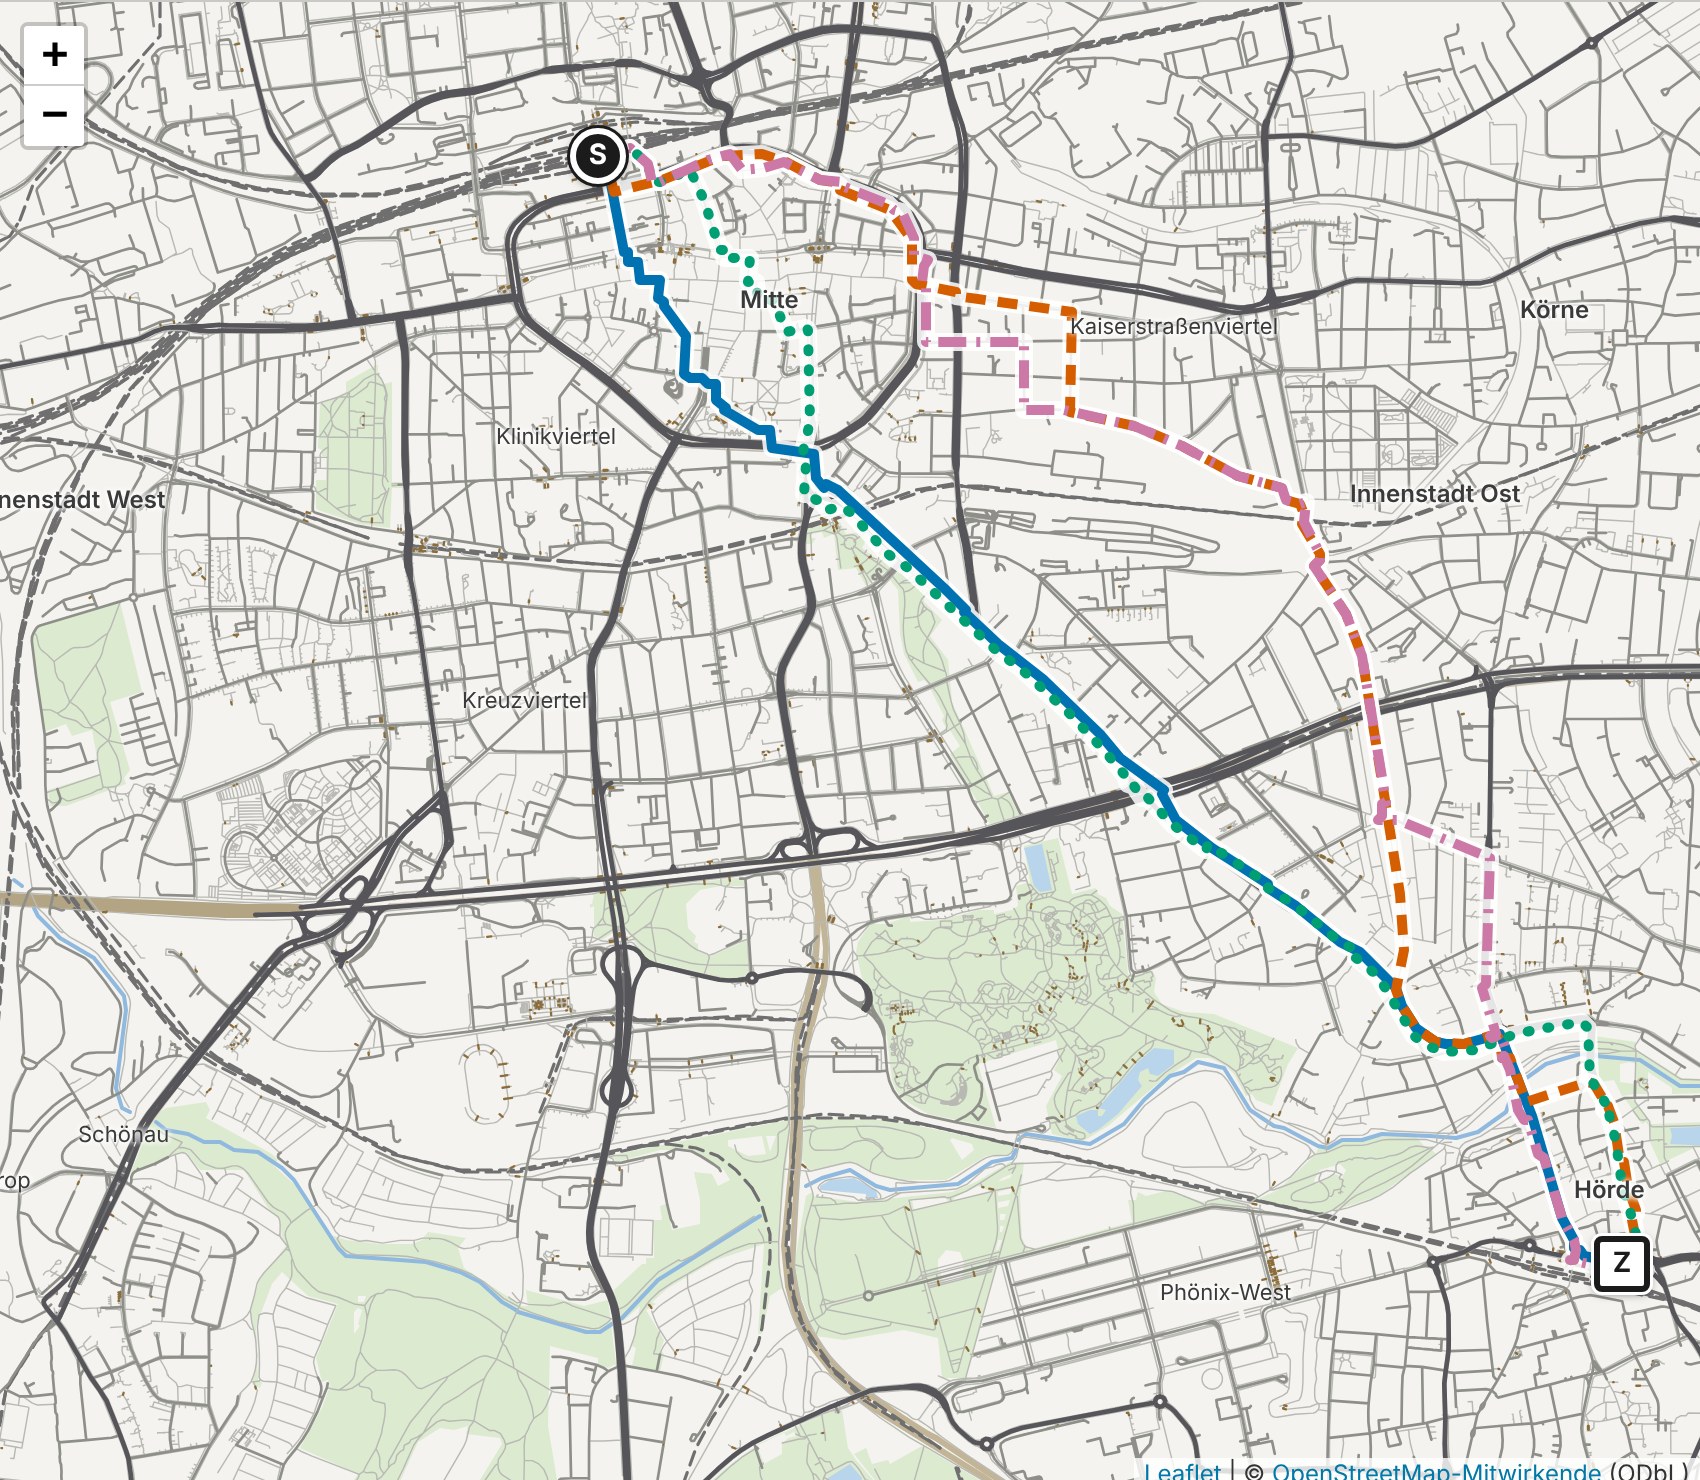 +
−
S
Mitte
Körne
Kaiserstraßenviertel
Klinikviertel
nenstadt West
Innenstadt Ost
Kreuzviertel
Schönau
rop
Hörde
Z
Phönix-West
Leaflet | © OpenStreetMap-Mitwirkende (ODbL)